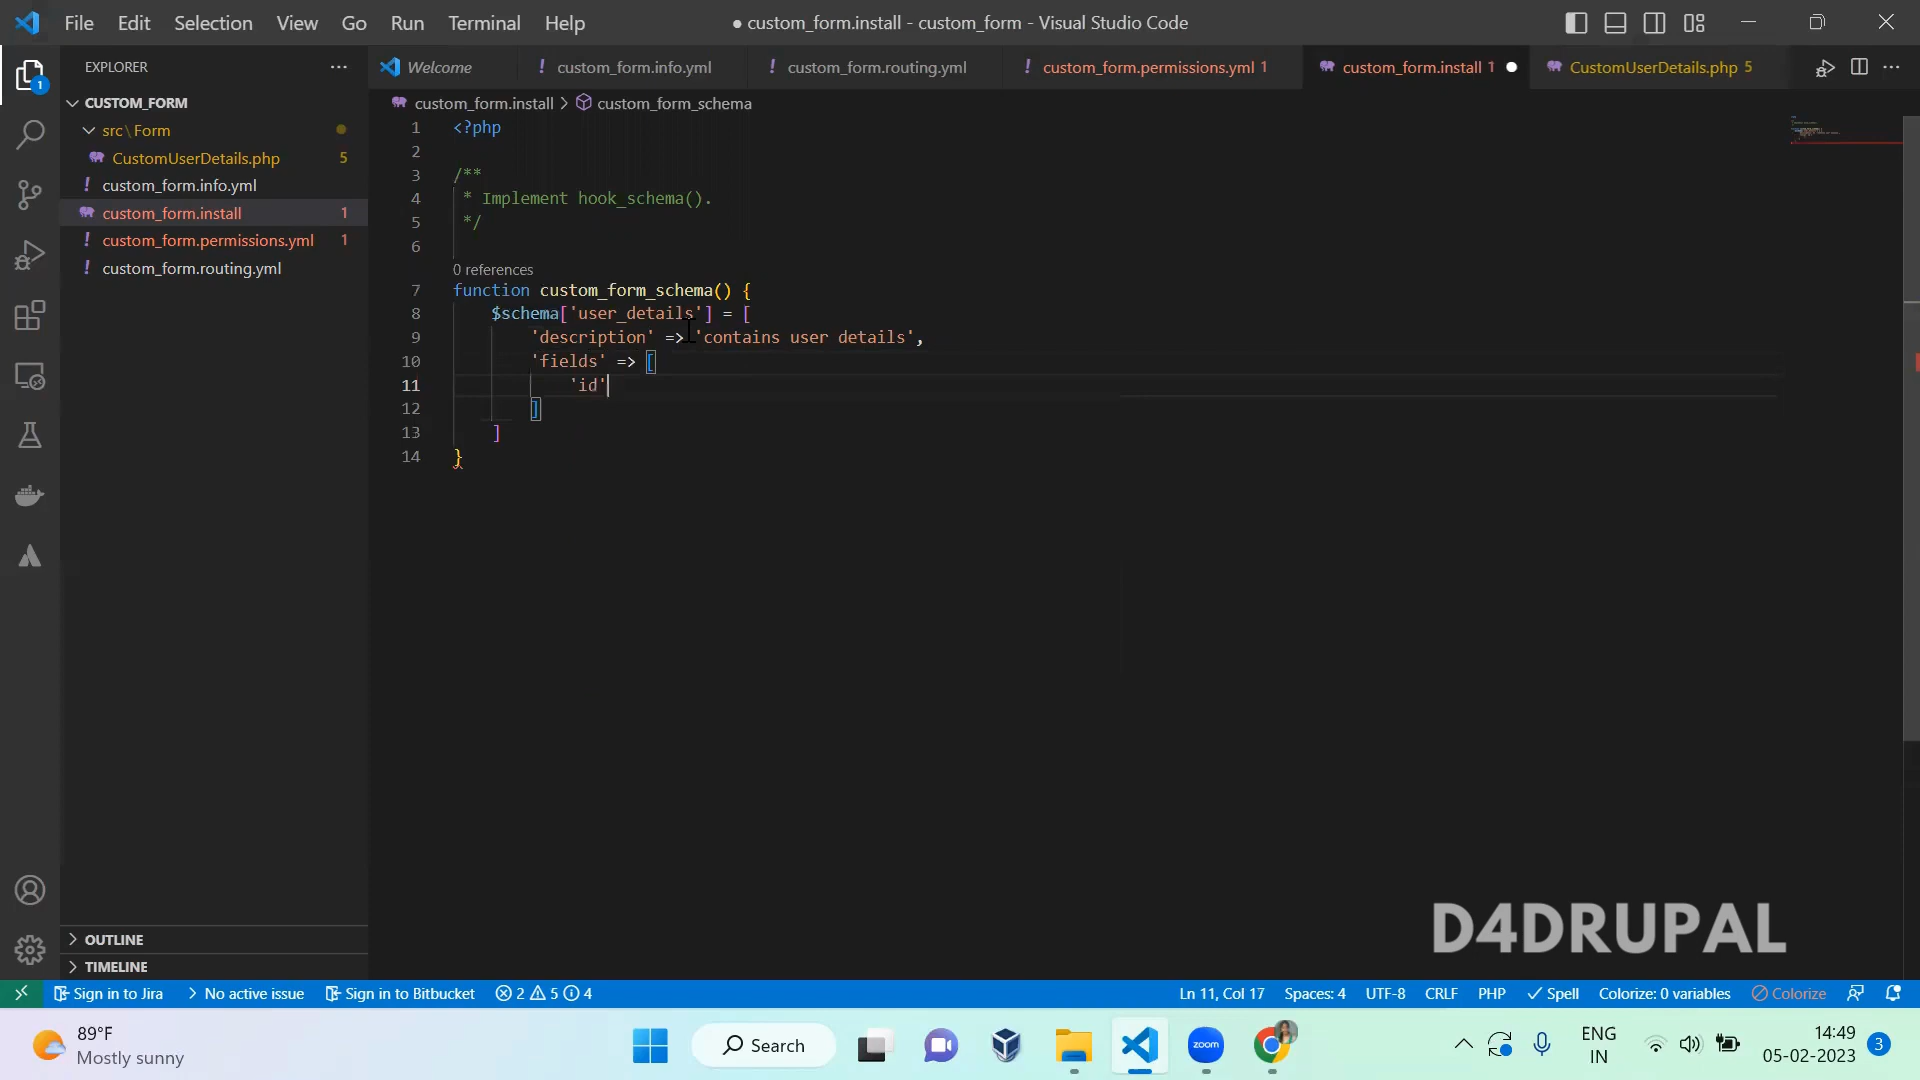 File Edit Selection View Go Run Terminal Help
● custom_form.install - custom_form - Visual Studio Code
EXPLORER
Welcome
custom_form.info.yml
custom_form.routing.yml
custom_form.permissions.yml 1
custom_form.install 1
CustomUserDetails.php 5
1
CUSTOM_FORM
src\Form
CustomUserDetails.php 5
custom_form.info.yml
custom_form.install 1
custom_form.permissions.yml 1
custom_form.routing.yml
OUTLINE
TIMELINE
custom_form.install > custom_form_schema
1 <?php
2
3 /**
4 * Implement hook_schema().
5 */
6
0 references
7 function custom_form_schema() {
8 $schema['user_details'] = [
9 'description' => 'contains user details',
10 'fields' => [
11 'id'
12 ]
13 ]
14 }
D4DRUPAL
Sign in to Jira No active issue Sign in to Bitbucket 2 5 4
Ln 11, Col 17 Spaces: 4 UTF-8 CRLF PHP Spell Colorize: 0 variables Colorize
89°F
Mostly sunny
Search
zoom
ENG
IN
14:49
05-02-2023
3